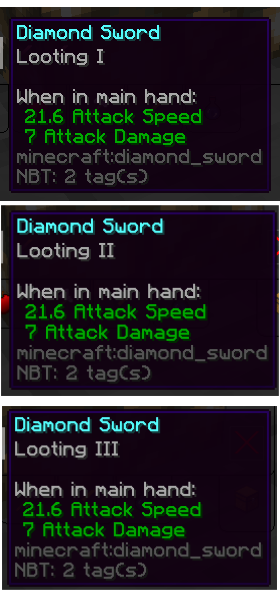 Diamond Sword
Looting I
When in main hand:
21.6 Attack Speed
7 Attack Damage
minecraft:diamond_sword
NBT: 2 tag(s)
Diamond Sword
Looting II
When in main hand:
21.6 Attack Speed
7 Attack Damage
minecraft:diamond_sword
NBT: 2 tag(s)
Diamond Sword
Looting III
When in main hand:
21.6 Attack Speed
7 Attack Damage
minecraft:diamond_sword
NBT: 2 tag(s)